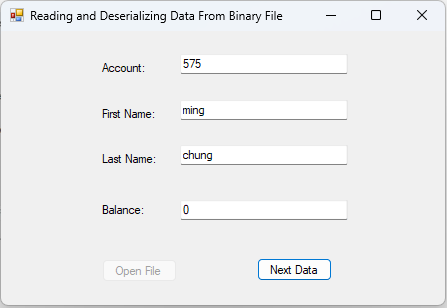 Reading and Deserializing Data From Binary File
Account: 575
First Name: ming
Last Name: chung
Balance: 0
Open File Next Data